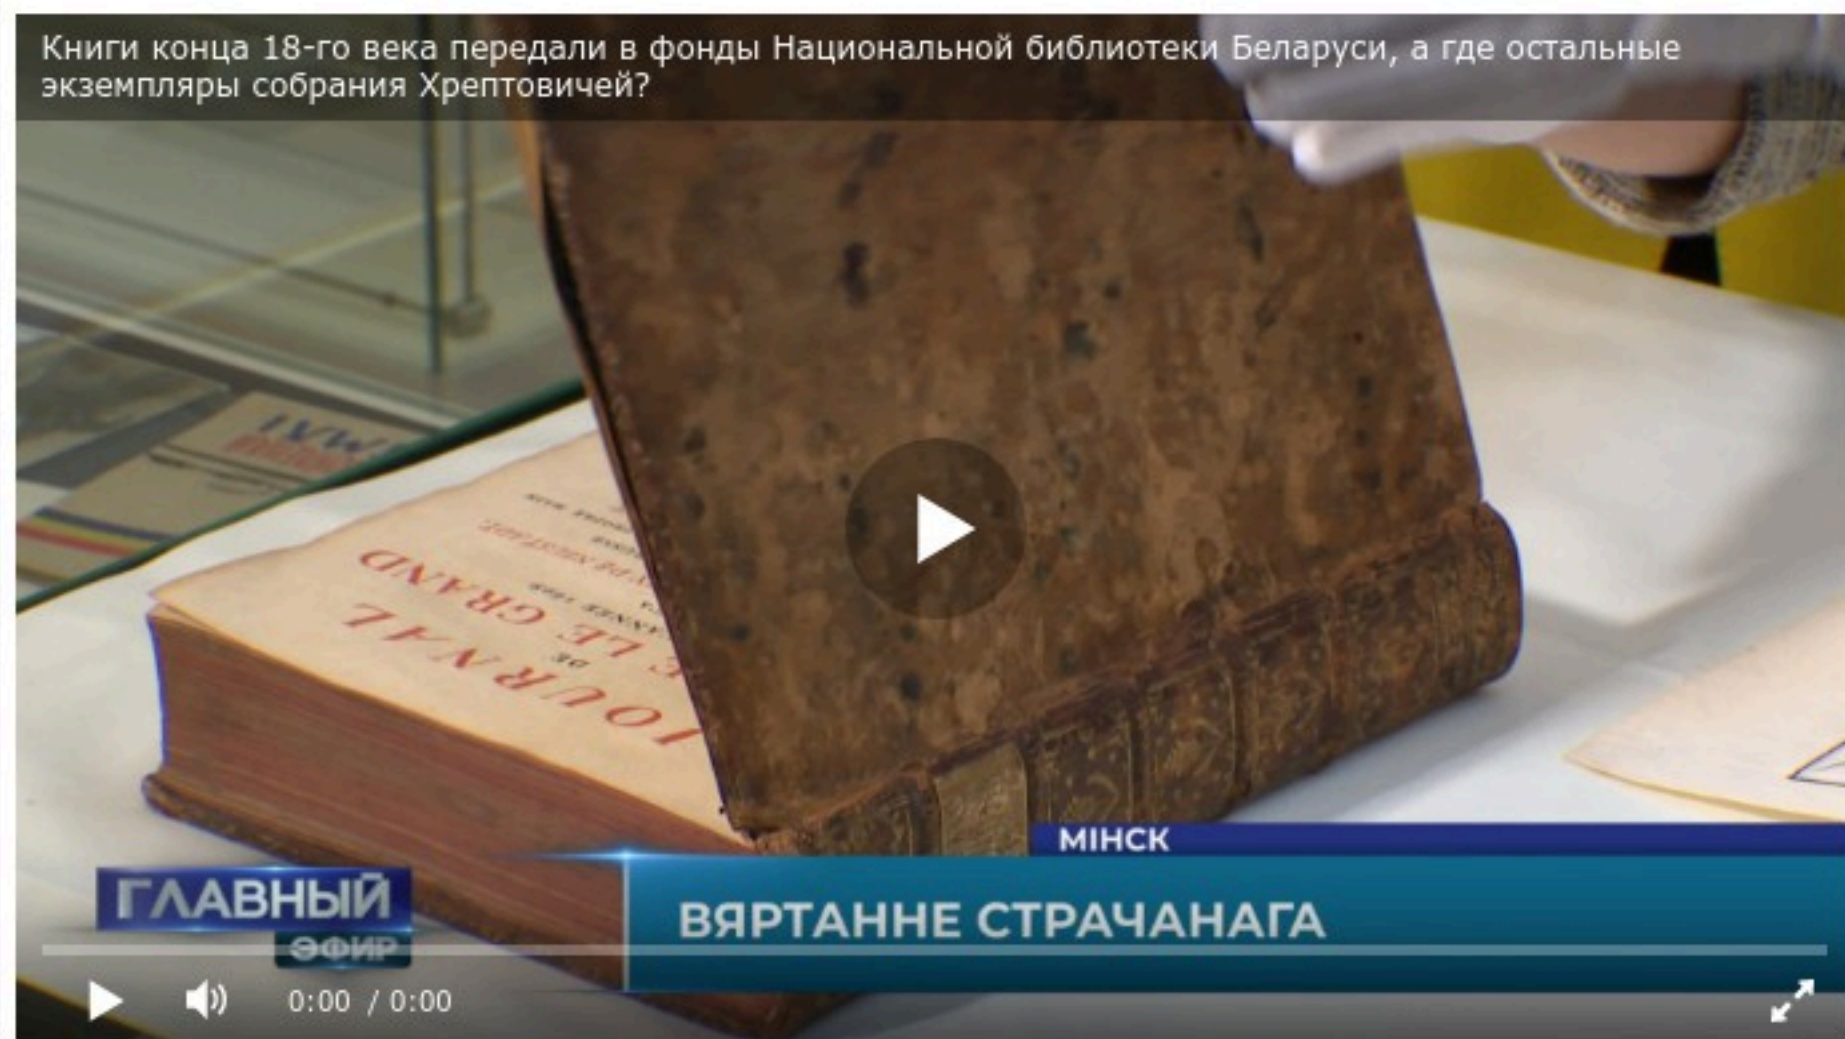 Книги конца 18-го века передали в фонды Национальной библиотеки Беларуси, а где остальные
экземпляры собрания Хрептовичей?
JOURNAL
DE
LE GRAND
МІНСК
ВЯРТАННЕ СТРАЧАНАГА
ГЛАВНЫЙ
ЭФИР
0:00 / 0:00